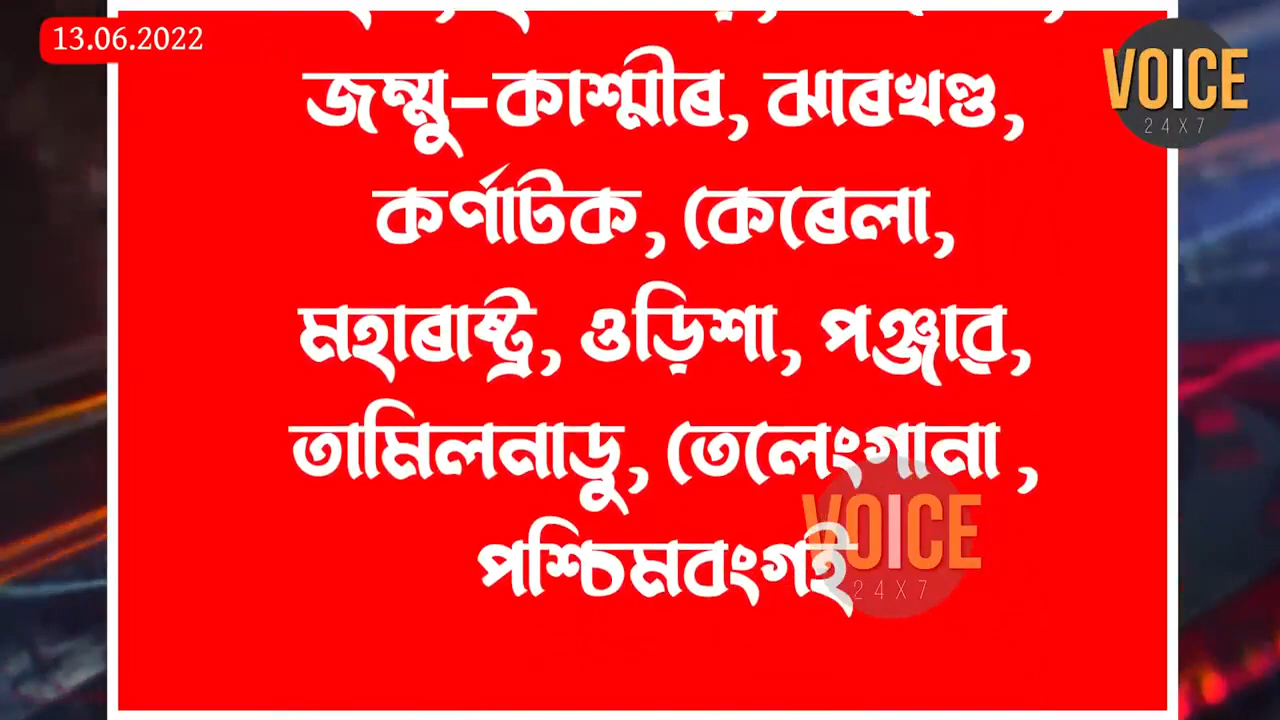 13.06.2022
VOICE
24X7
জম্মু-কাশ্মীৰ, ঝাৰখণ্ড,
কৰ্ণাটক, কেৰেলা,
মহাৰাষ্ট্ৰ, ওড়িশা, পঞ্জাৱ,
তামিলনাডু, তেলেংগানা ,
পশ্চিমবংগই
VOICE
24X7